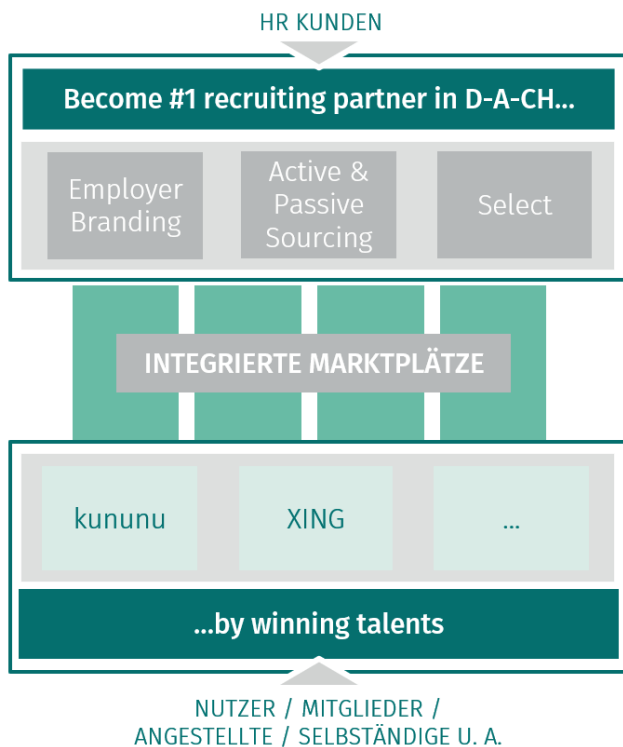 HR KUNDEN
Become #1 recruiting partner in D-A-CH...
Employer
Branding
Active &
Passive
Sourcing
Select
INTEGRIERTE MARKTPLÄTZE
kununu
XING
...
...by winning talents
NUTZER / MITGLIEDER /
ANGESTELLTE / SELBSTÄNDIGE U. A.